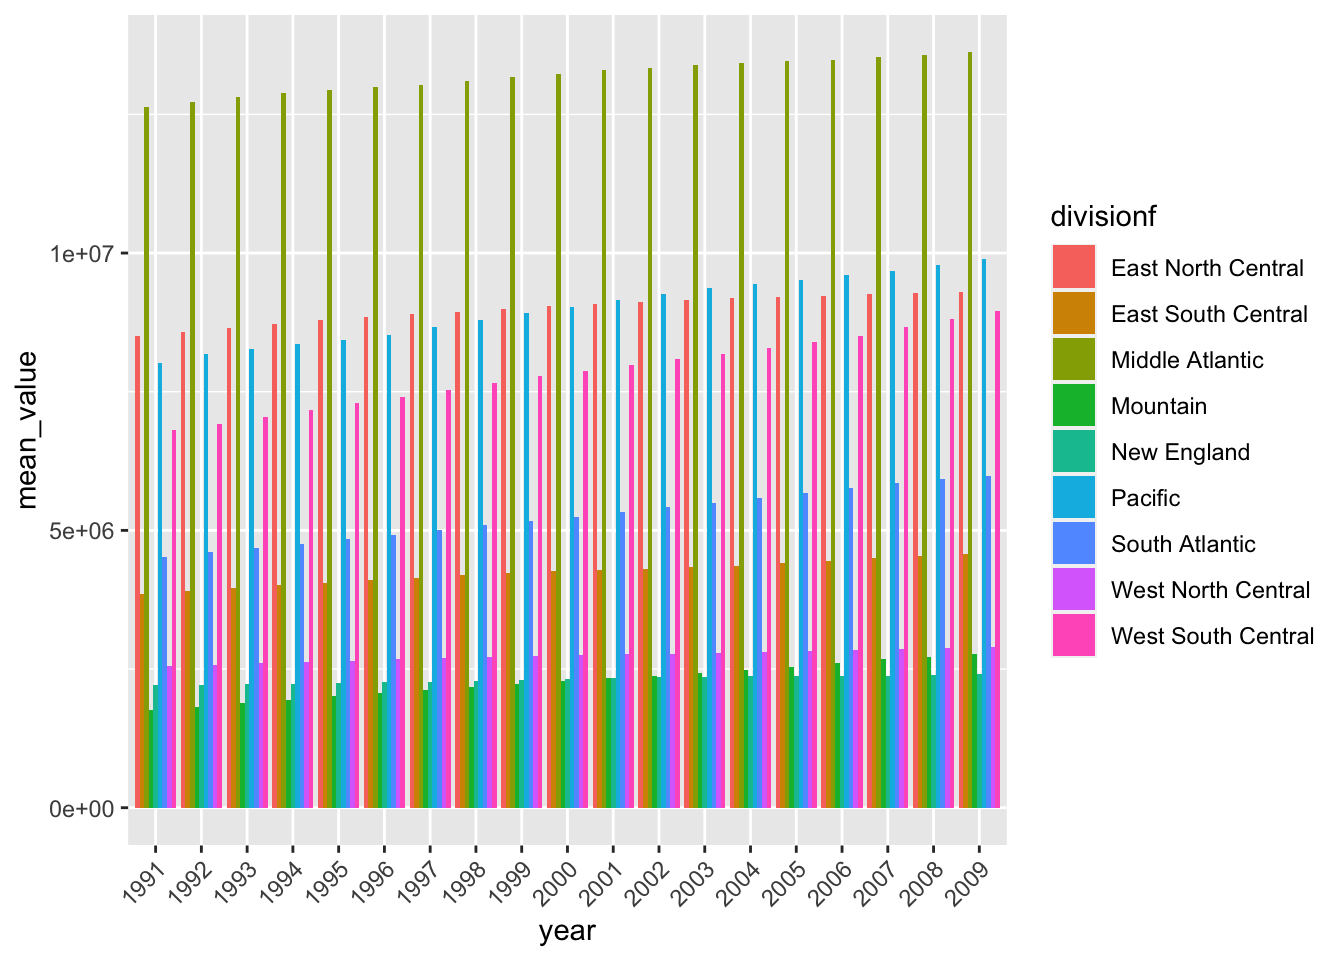 mean_value
1e+07
5e+06
0e+00
1991 1992 1993 1994 1995 1996 1997 1998 1999 2000 2001 2002 2003 2004 2005 2006 2007 2008 2009
year
divisionf
East North Central
East South Central
Middle Atlantic
Mountain
New England
Pacific
South Atlantic
West North Central
West South Central